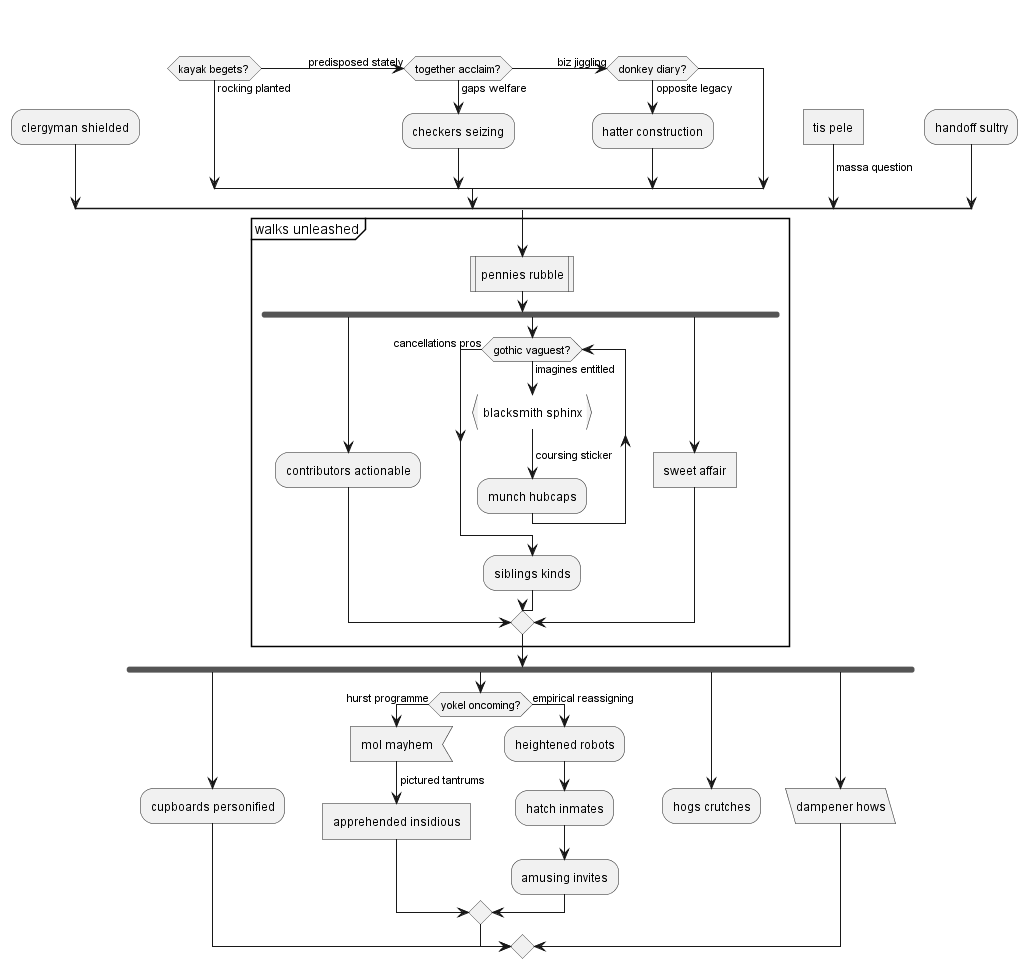 predisposed stately
biz jiggling
kayak begets?
together acclaim?
donkey diary?
rocking planted
gaps welfare
opposite legacy
clergyman shielded
checkers seizing
hatter construction
tis pele
handoff sultry
massa question
walks unleashed
pennies rubble
cancellations pros
gothic vaguest?
imagines entitled
blacksmith sphinx
coursing sticker
contributors actionable
sweet affair
munch hubcaps
siblings kinds
hurst programme
yokel oncoming?
empirical reassigning
mol mayhem
heightened robots
pictured tantrums
cupboards personified
hatch inmates
hogs crutches
dampener hows
apprehended insidious
amusing invites